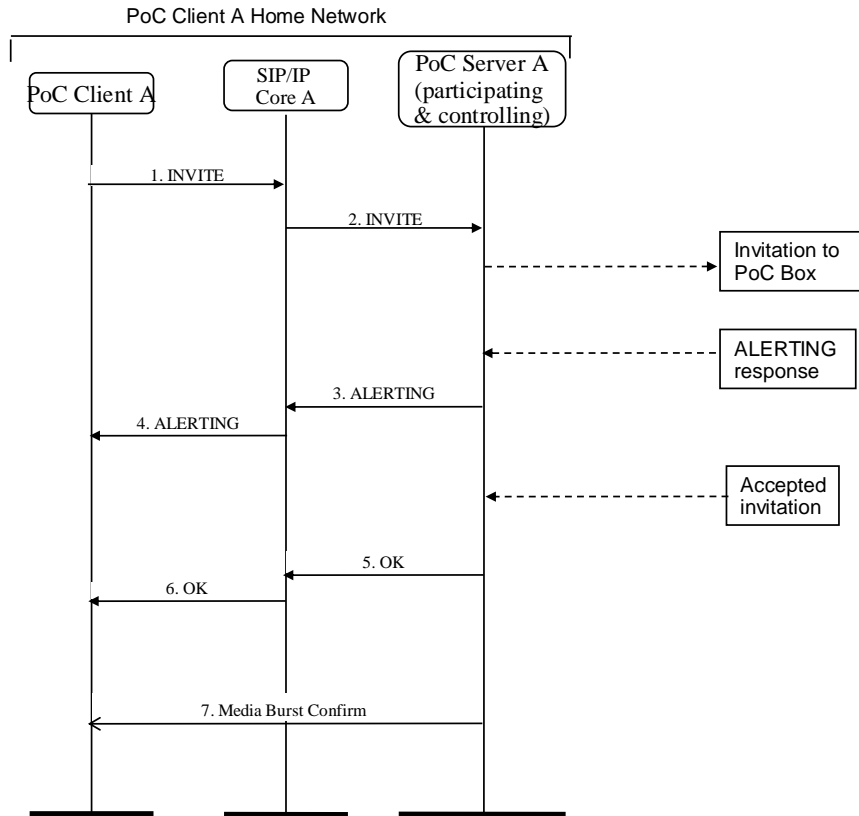 PoC Client A Home Network
PoC Client A
SIP/IP
Core A
PoC Server A
(participating
& controlling)
1. INVITE
2. INVITE
Invitation to
PoC Box
ALERTING
response
3. ALERTING
4. ALERTING
Accepted
invitation
5. OK
6. OK
7. Media Burst Confirm